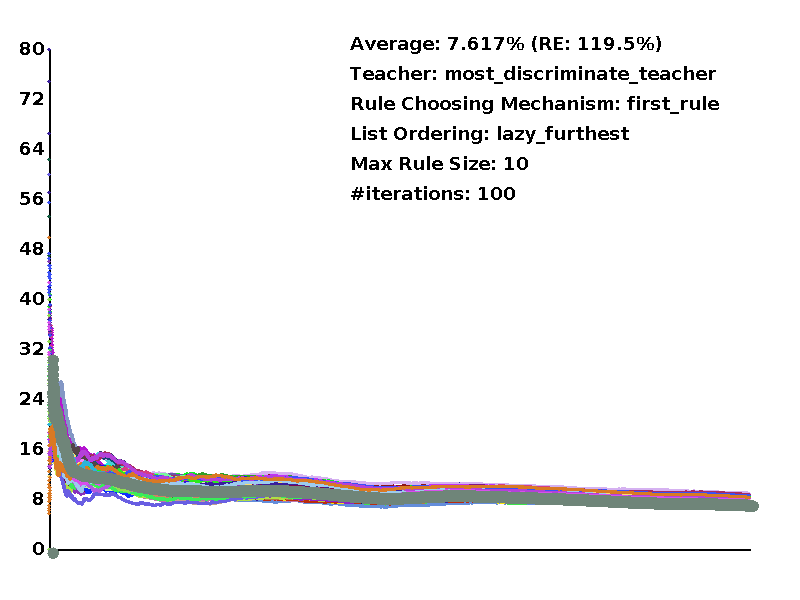 Average: 7.617% (RE: 119.5%)
Teacher: most_discriminate_teacher
Rule Choosing Mechanism: first_rule
List Ordering: lazy_furthest
Max Rule Size: 10
#iterations: 100
80
72
64
56
48
40
32
24
16
8
0